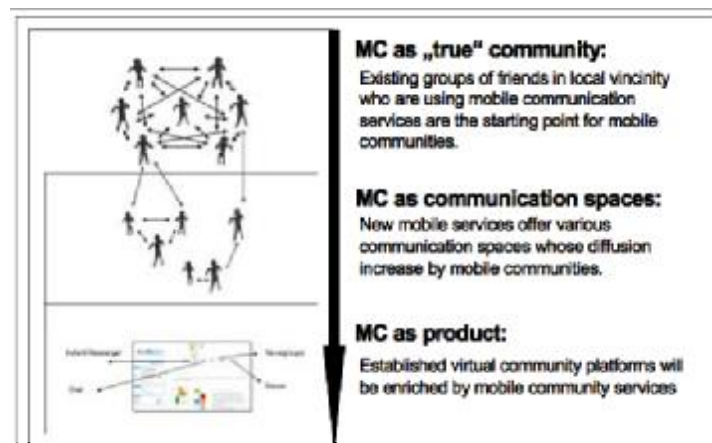 MC as „true“ community:
Existing groups of friends in local vincinity
who are using mobile communication
services are the starting point for mobile
communities.
MC as communication spaces:
New mobile services offer various
communication spaces whose diffusion
increase by mobile communities.
MC as product:
Established virtual community platforms will
be enriched by mobile community services
Instant Messenger
Newsgroups
Chat